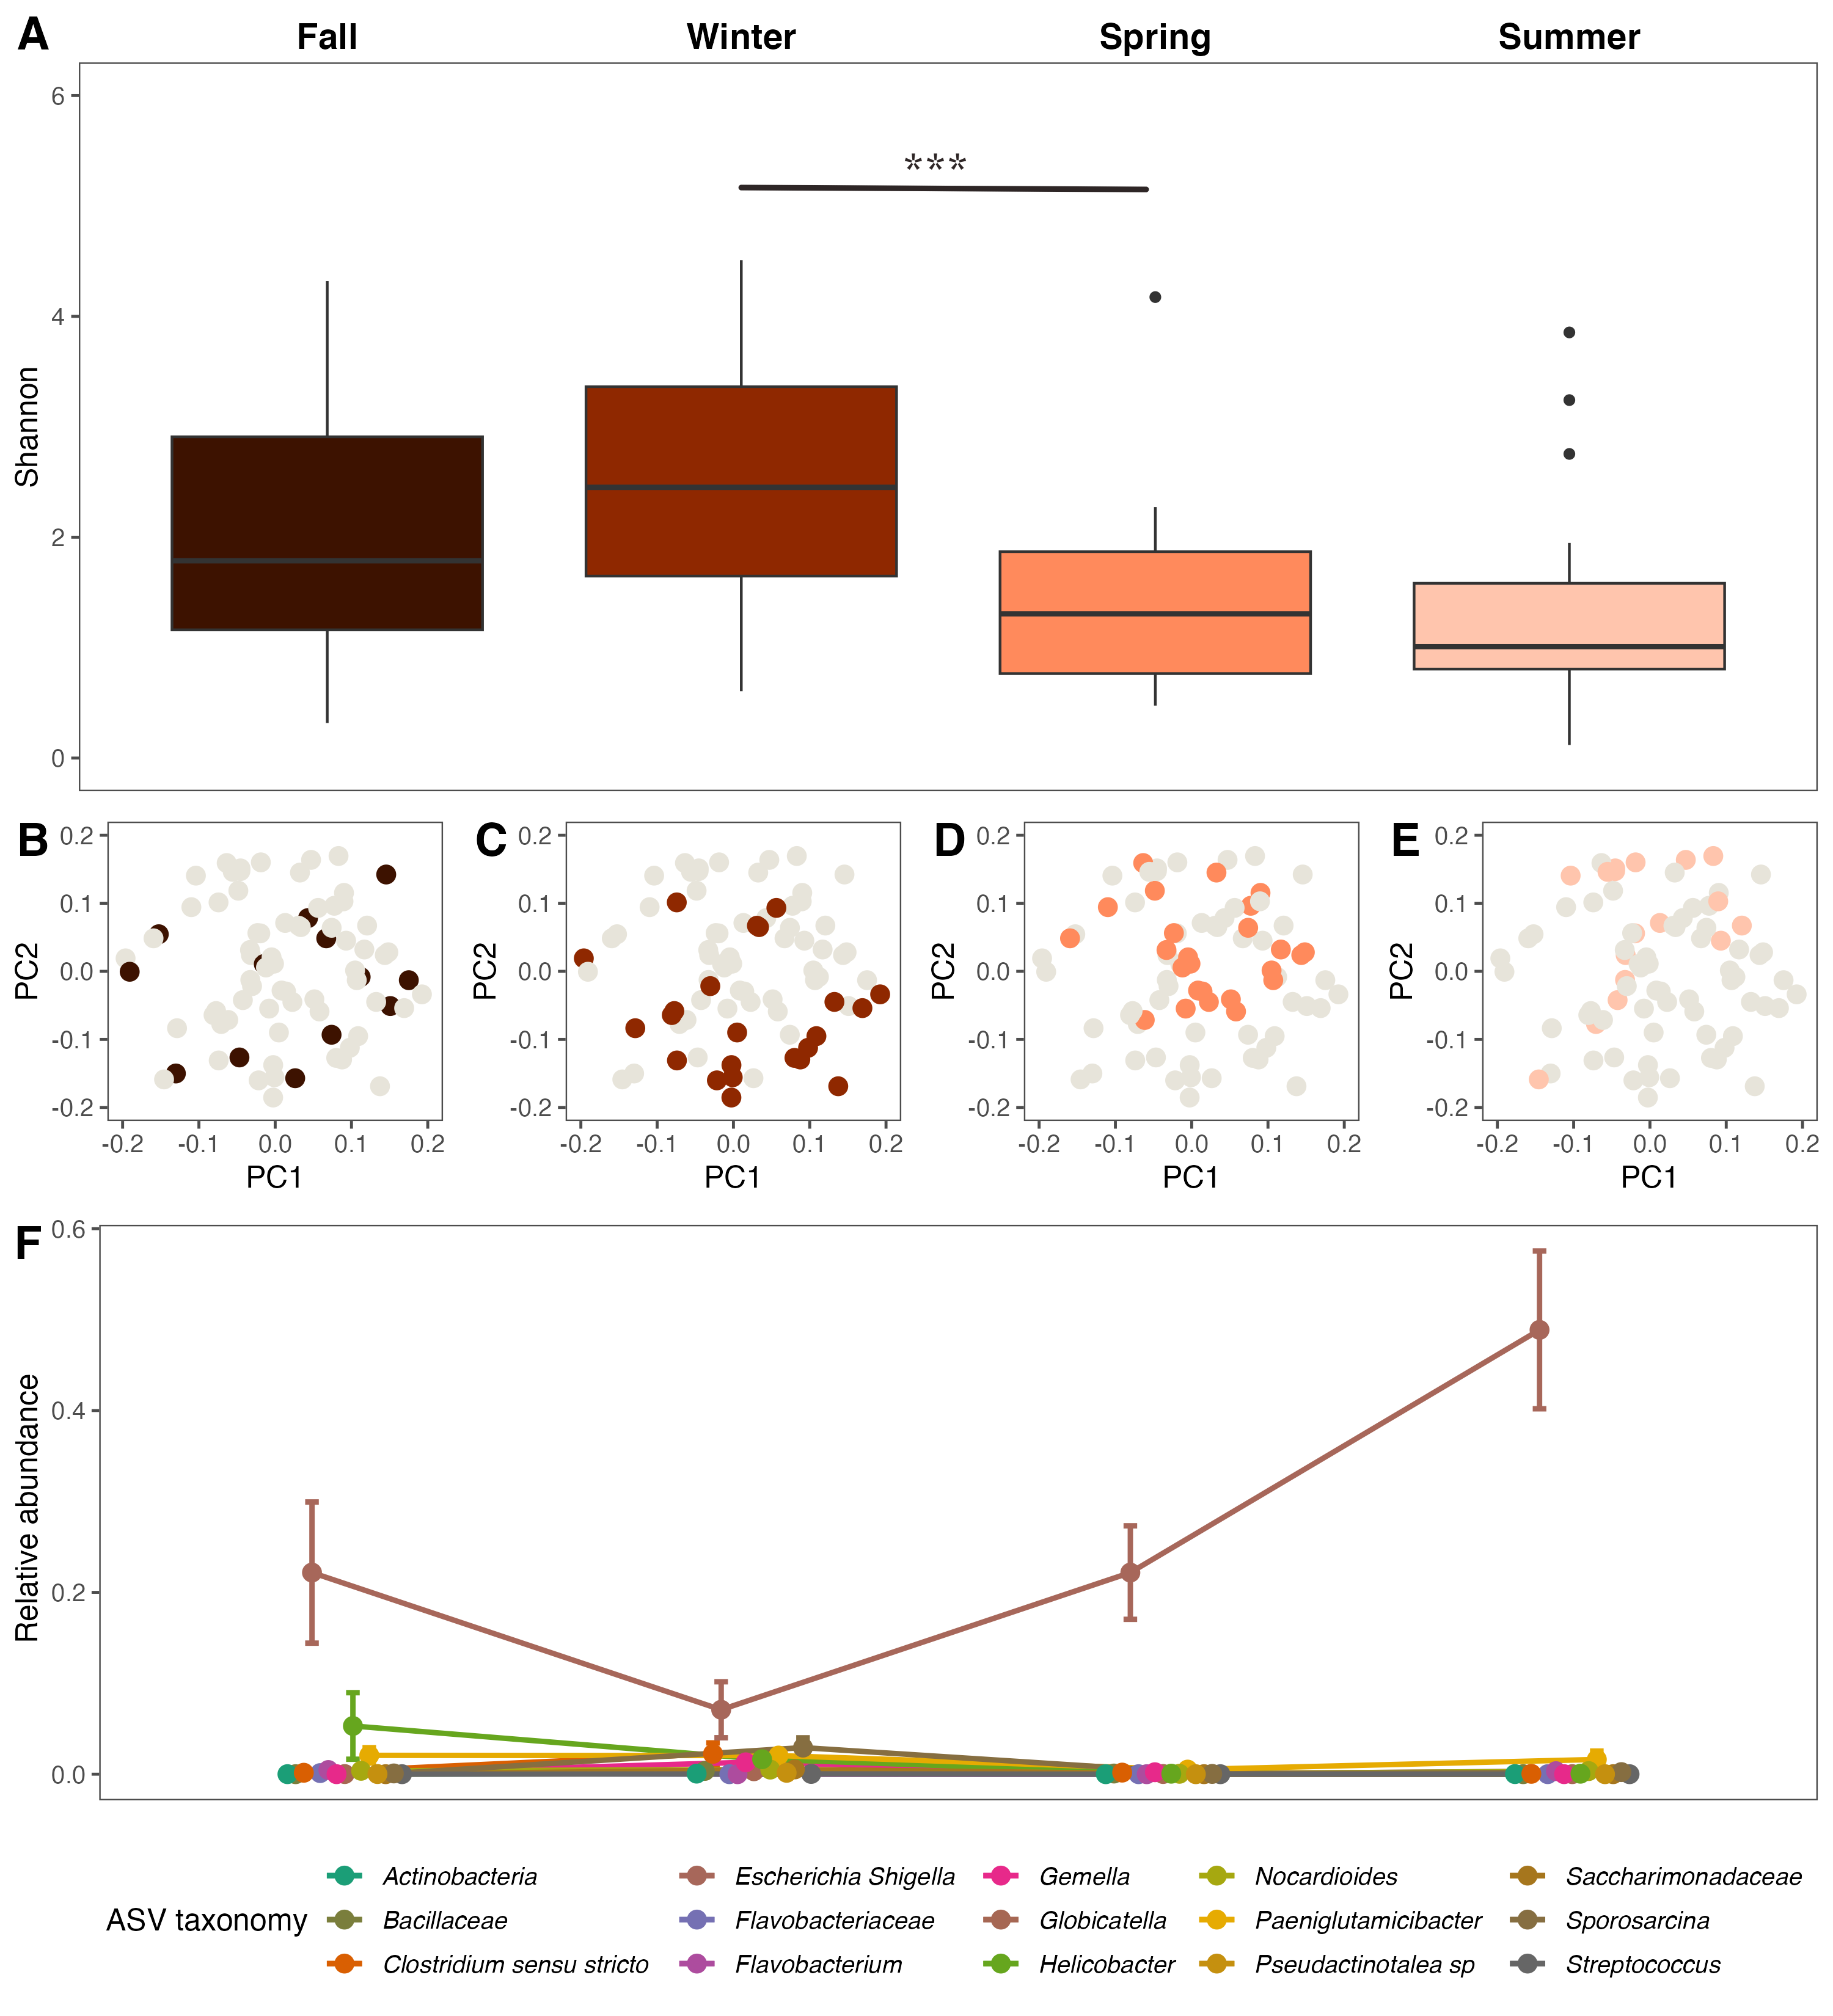 A Fall Winter Spring Summer
6
***
4
Shannon
2
0
B C D E
0.2 0.2 0.2 0.2
0.1 0.1 0.1 0.1
PC2 0.0 PC2 0.0 PC2 0.0 PC2 0.0
-0.1 -0.1 -0.1 -0.1
-0.2 -0.2 -0.2 -0.2
-0.2 -0.1 0.0 0.1 0.2 -0.2 -0.1 0.0 0.1 0.2 -0.2 -0.1 0.0 0.1 0.2 -0.2 -0.1 0.0 0.1 0.2
PC1 PC1 PC1 PC1
F
0.6
0.4
Relative abundance
0.2
0.0
Actinobacteria Escherichia Shigella Gemella Nocardioides Saccharimonadaceae
ASV taxonomy Bacillaceae Flavobacteriaceae Globicatella Paeniglutamicibacter Sporosarcina
Clostridium sensu stricto Flavobacterium Helicobacter Pseudactinotalea sp Streptococcus